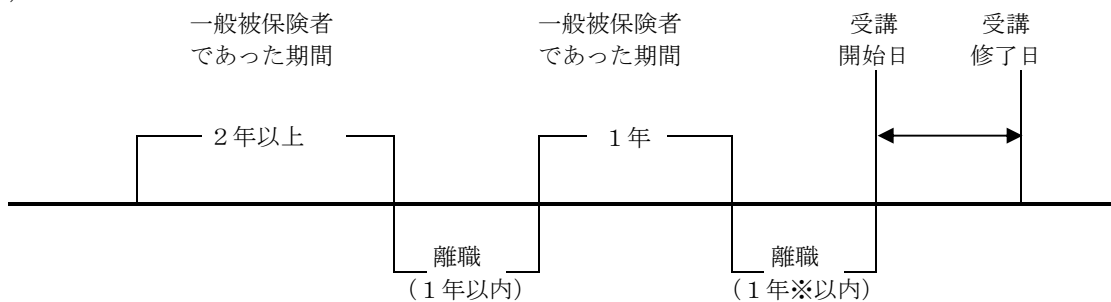 一般被保険者
であった期間
一般被保険者
であった期間
受講
開始日
受講
修了日
２年以上
１年
離職
（１年以内）
離職
（１年※以内）